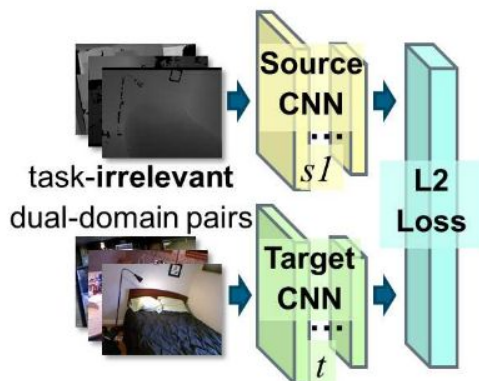 Source
CNN
...
s1
task-irrelevant
dual-domain pairs
L2
Loss
Target
CNN
...
t